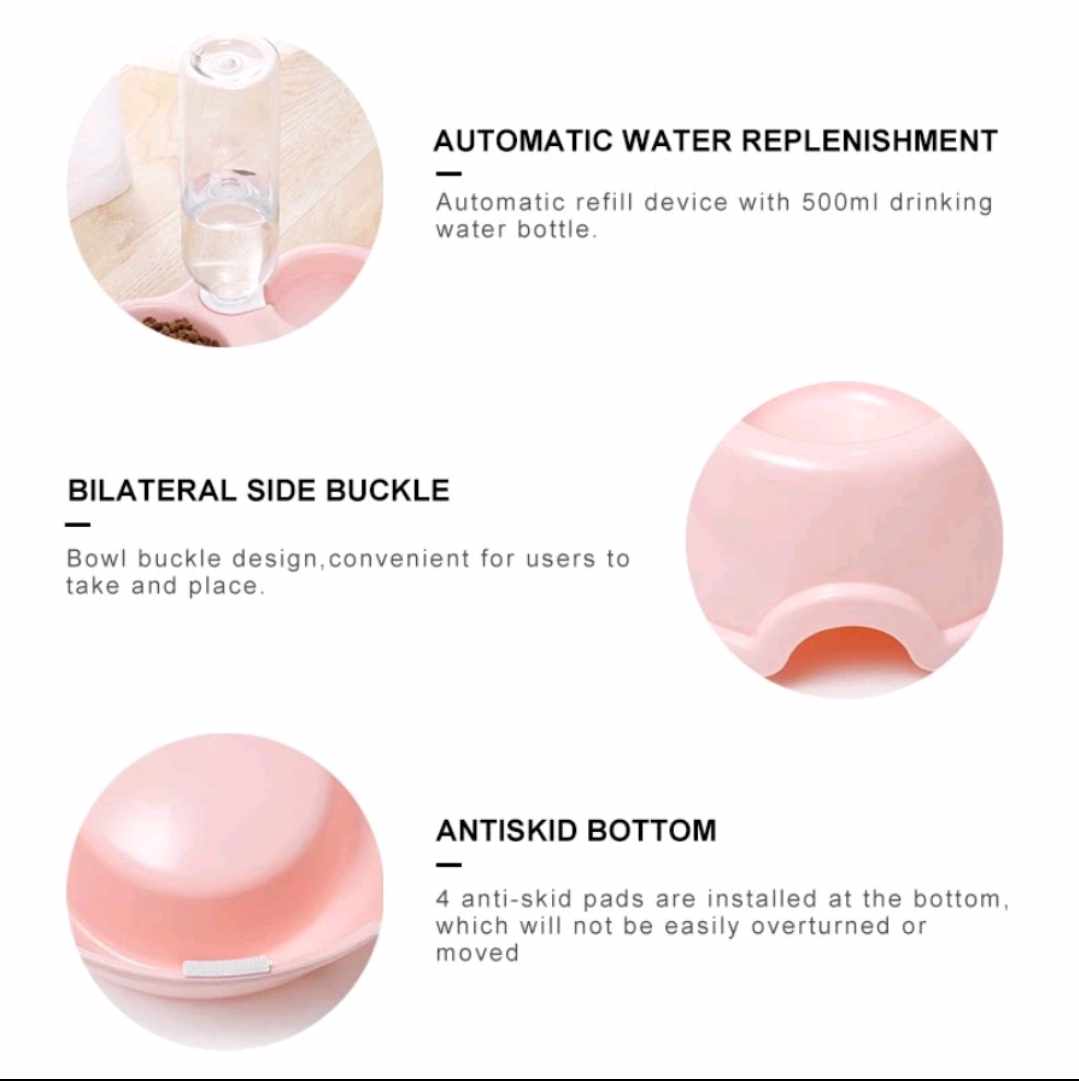 AUTOMATIC WATER REPLENISHMENT
Automatic refill device with 500ml drinking
water bottle.
BILATERAL SIDE BUCKLE
Bowl buckle design,convenient for users to
take and place.
ANTISKID BOTTOM
4 anti-skid pads are installed at the bottom,
which will not be easily overturned or
moved